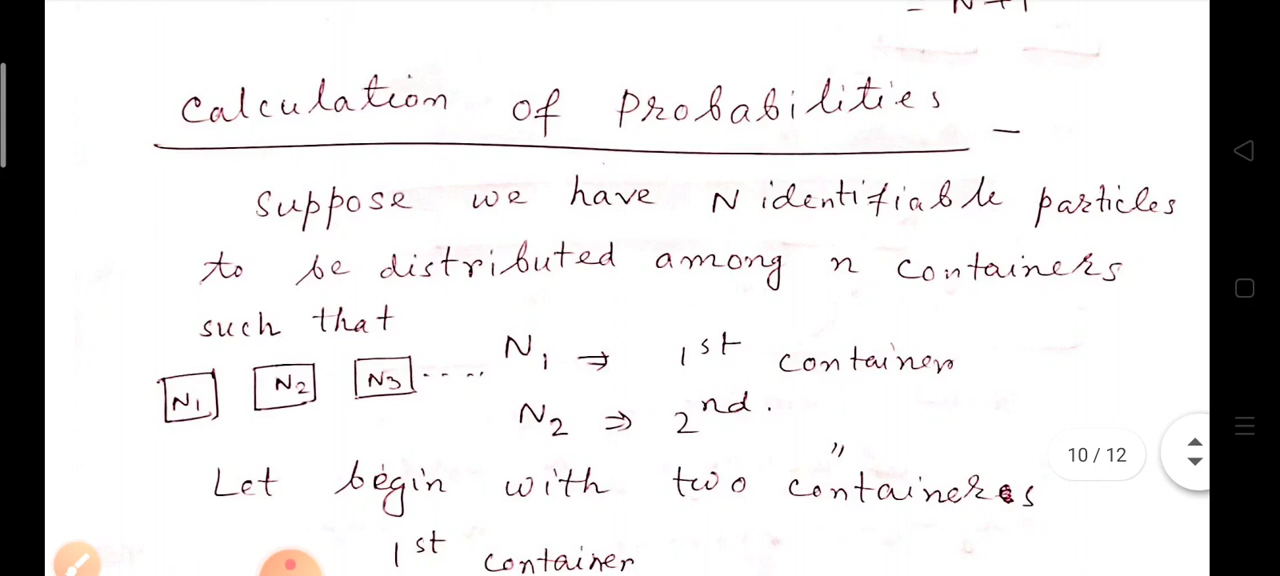 = N+1
Calculation of Probabilities -
Suppose we have N identifiable particles
to be distributed among n containers
such that
N1 ⇒ 1st container
N1 N2 N3 .....
N2 ⇒ 2nd. "
10 / 12
Let begin with two containers
1st container